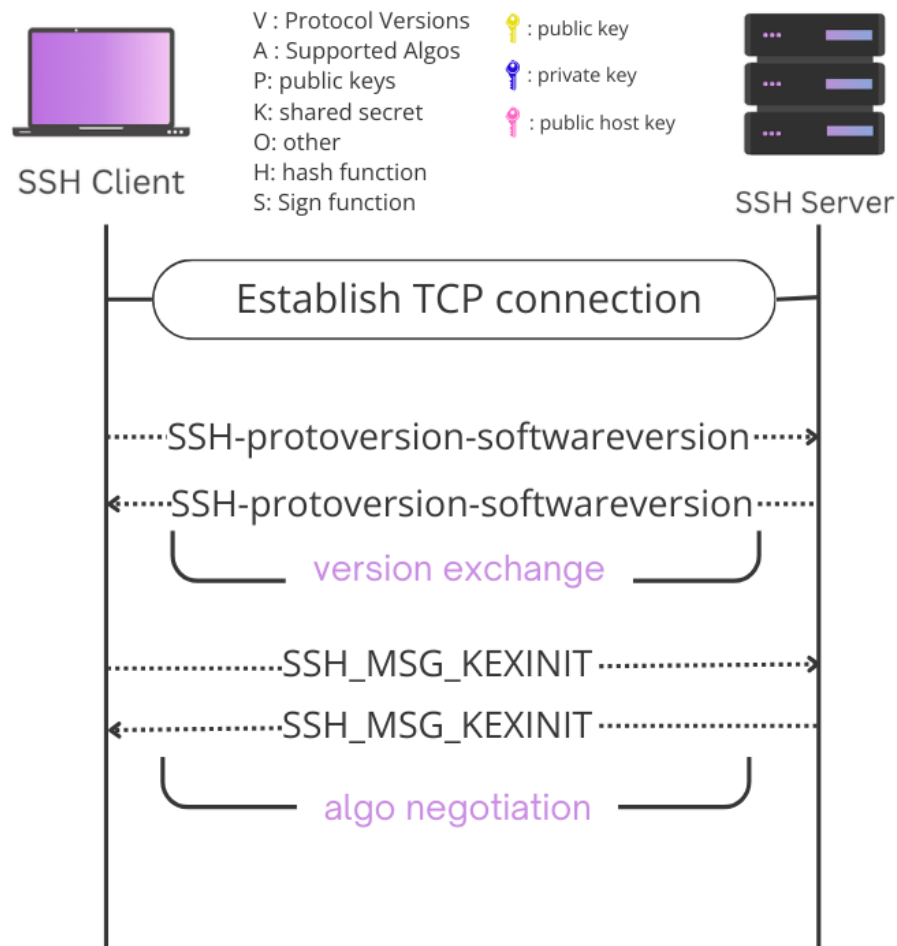 V : Protocol Versions
A : Supported Algos
P: public keys
K: shared secret
O: other
H: hash function
S: Sign function
: public key
: private key
: public host key
SSH Client
SSH Server
Establish TCP connection
SSH-protoversion-softwareversion
SSH-protoversion-softwareversion
version exchange
SSH_MSG_KEXINIT
SSH_MSG_KEXINIT
algo negotiation